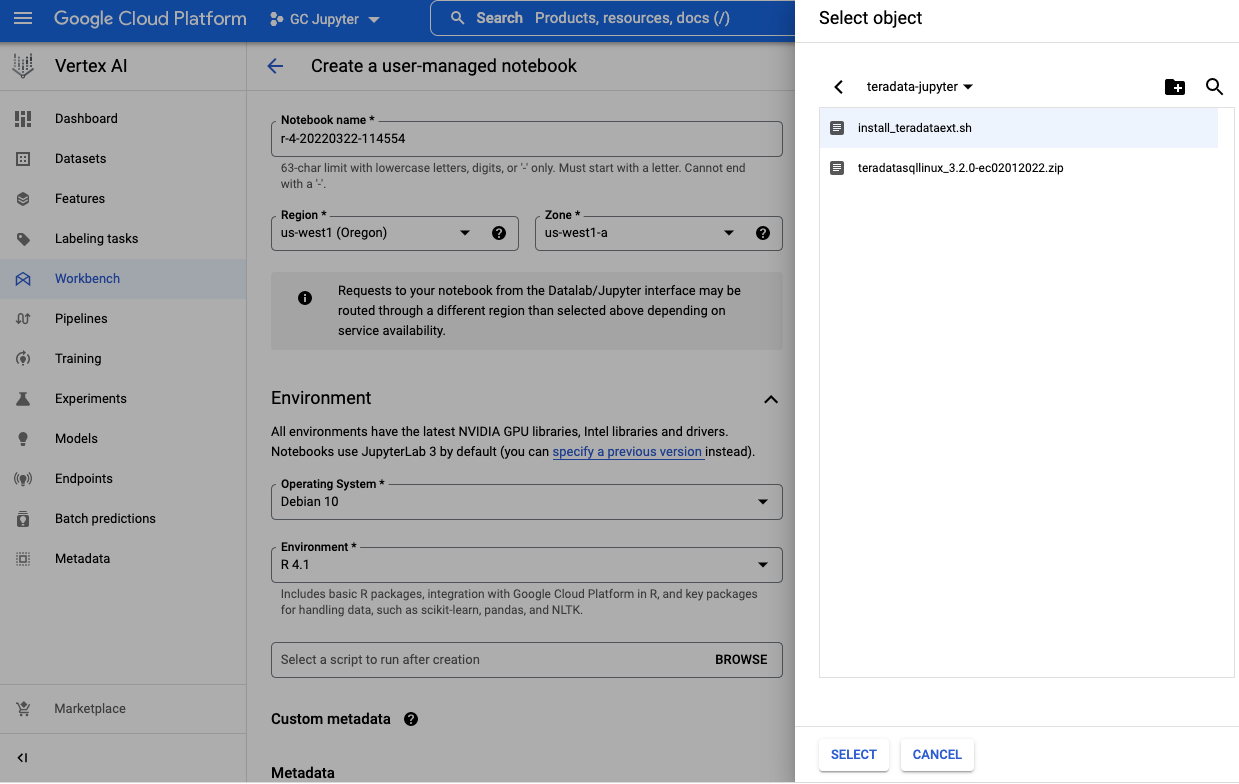 Google Cloud Platform
GC Jupyter
Search Products, resources, docs (/)
Vertex AI
Dashboard
Datasets
Features
Labeling tasks
Workbench
Pipelines
Training
Experiments
Models
Endpoints
Batch predictions
Metadata
Marketplace
Create a user-managed notebook
Notebook name *
r-4-20220322-114554
63-char limit with lowercase letters, digits, or '-' only. Must start with a letter. Cannot end
with a '-'.
Region *
us-west1 (Oregon)
Zone *
us-west1-a
Requests to your notebook from the Datalab/Jupyter interface may be
routed through a different region than selected above depending on
service availability.
Environment
All environments have the latest NVIDIA GPU libraries, Intel libraries and drivers.
Notebooks use JupyterLab 3 by default (you can specify a previous version instead).
Operating System *
Debian 10
Environment *
R 4.1
Includes basic R packages, integration with Google Cloud Platform in R, and key packages
for handling data, such as scikit-learn, pandas, and NLTK.
Select a script to run after creation
BROWSE
Custom metadata
Metadata
Select object
teradata-jupyter
install_teradataext.sh
teradatasqllinux_3.2.0-ec02012022.zip
SELECT
CANCEL